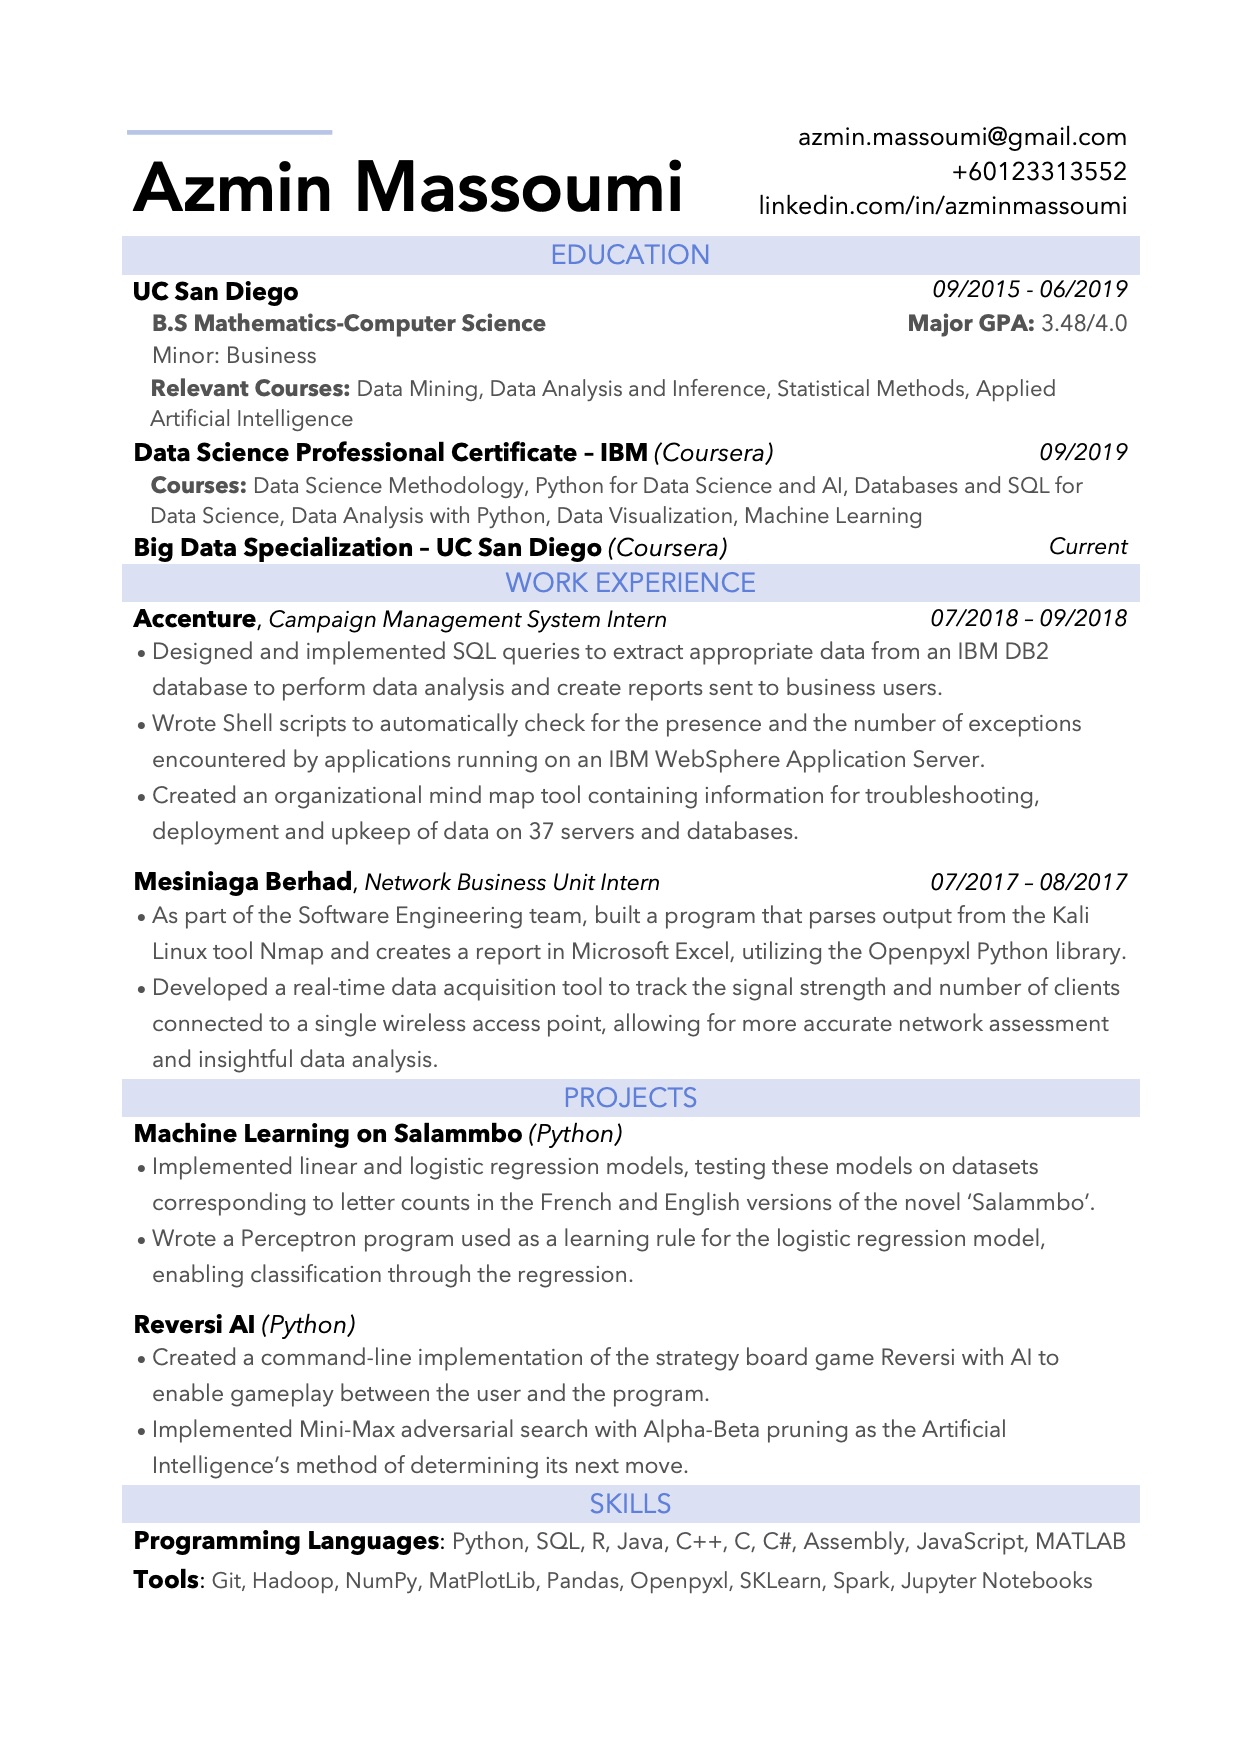 azmin.massoumi@gmail.com
Azmin Massoumi
+60123313552
linkedin.com/in/azminmassoumi
EDUCATION
UC San Diego 09/2015 - 06/2019
B.S Mathematics-Computer Science Major GPA: 3.48/4.0
Minor: Business
Relevant Courses: Data Mining, Data Analysis and Inference, Statistical Methods, Applied
Artificial Intelligence
Data Science Professional Certificate – IBM (Coursera) 09/2019
Courses: Data Science Methodology, Python for Data Science and AI, Databases and SQL for
Data Science, Data Analysis with Python, Data Visualization, Machine Learning
Big Data Specialization – UC San Diego (Coursera) Current
WORK EXPERIENCE
Accenture, Campaign Management System Intern 07/2018 – 09/2018
• Designed and implemented SQL queries to extract appropriate data from an IBM DB2
database to perform data analysis and create reports sent to business users.
• Wrote Shell scripts to automatically check for the presence and the number of exceptions
encountered by applications running on an IBM WebSphere Application Server.
• Created an organizational mind map tool containing information for troubleshooting,
deployment and upkeep of data on 37 servers and databases.
Mesiniaga Berhad, Network Business Unit Intern 07/2017 – 08/2017
• As part of the Software Engineering team, built a program that parses output from the Kali
Linux tool Nmap and creates a report in Microsoft Excel, utilizing the Openpyxl Python library.
• Developed a real-time data acquisition tool to track the signal strength and number of clients
connected to a single wireless access point, allowing for more accurate network assessment
and insightful data analysis.
PROJECTS
Machine Learning on Salammbo (Python)
• Implemented linear and logistic regression models, testing these models on datasets
corresponding to letter counts in the French and English versions of the novel ‘Salammbo’.
• Wrote a Perceptron program used as a learning rule for the logistic regression model,
enabling classification through the regression.
Reversi AI (Python)
• Created a command-line implementation of the strategy board game Reversi with AI to
enable gameplay between the user and the program.
• Implemented Mini-Max adversarial search with Alpha-Beta pruning as the Artificial
Intelligence’s method of determining its next move.
SKILLS
Programming Languages: Python, SQL, R, Java, C++, C, C#, Assembly, JavaScript, MATLAB
Tools: Git, Hadoop, NumPy, MatPlotLib, Pandas, Openpyxl, SKLearn, Spark, Jupyter Notebooks